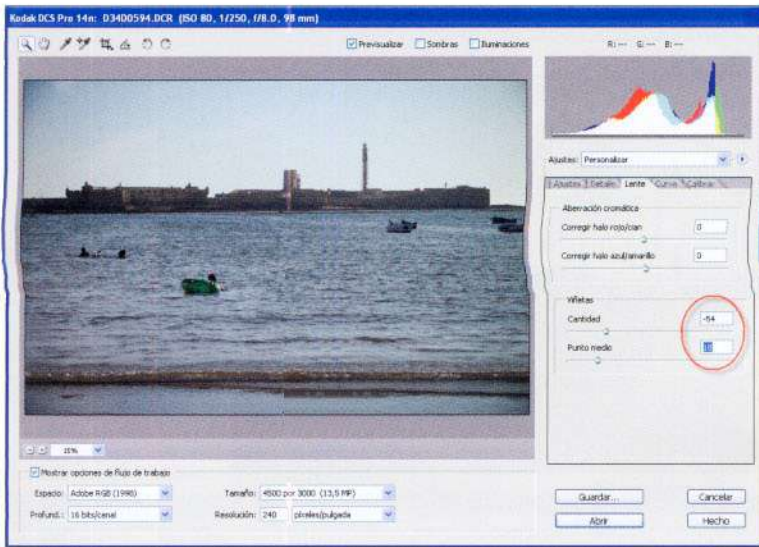 Kodak DCS Pro 14n: D34D0594.DCR (ISO 80, 1/250, f/8.0, 98 mm)
Previsualizar Sombras Iluminaciones R: --- G: --- B: ---
Ajustes: Personalizar
Ajustes Detalle Lente Curva Calibrar
Aberración cromática
Corregir halo rojo/cian 0
Corregir halo azul/amarillo 0
Viñetas
Cantidad -54
Punto medio
15%
Mostrar opciones de flujo de trabajo
Espacio: Adobe RGB (1998) Tamaño: 4500 por 3000 (13,5 MP)
Profund.: 16 bits/canal Resolución: 240 píxeles/pulgada
Guardar... Cancelar
Abrir Hecho